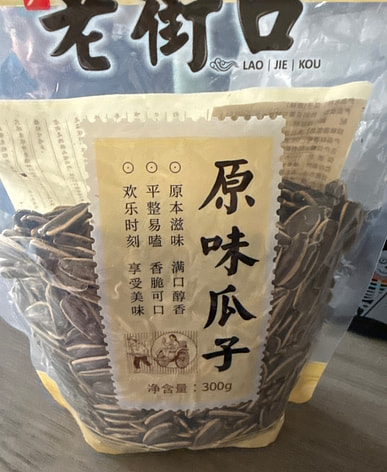 老街口
LAO | JIE | KOU
原味瓜子
原本滋味 满口醇香
平整易嗑 香脆可口
欢乐时刻 享受美味
净含量：300g